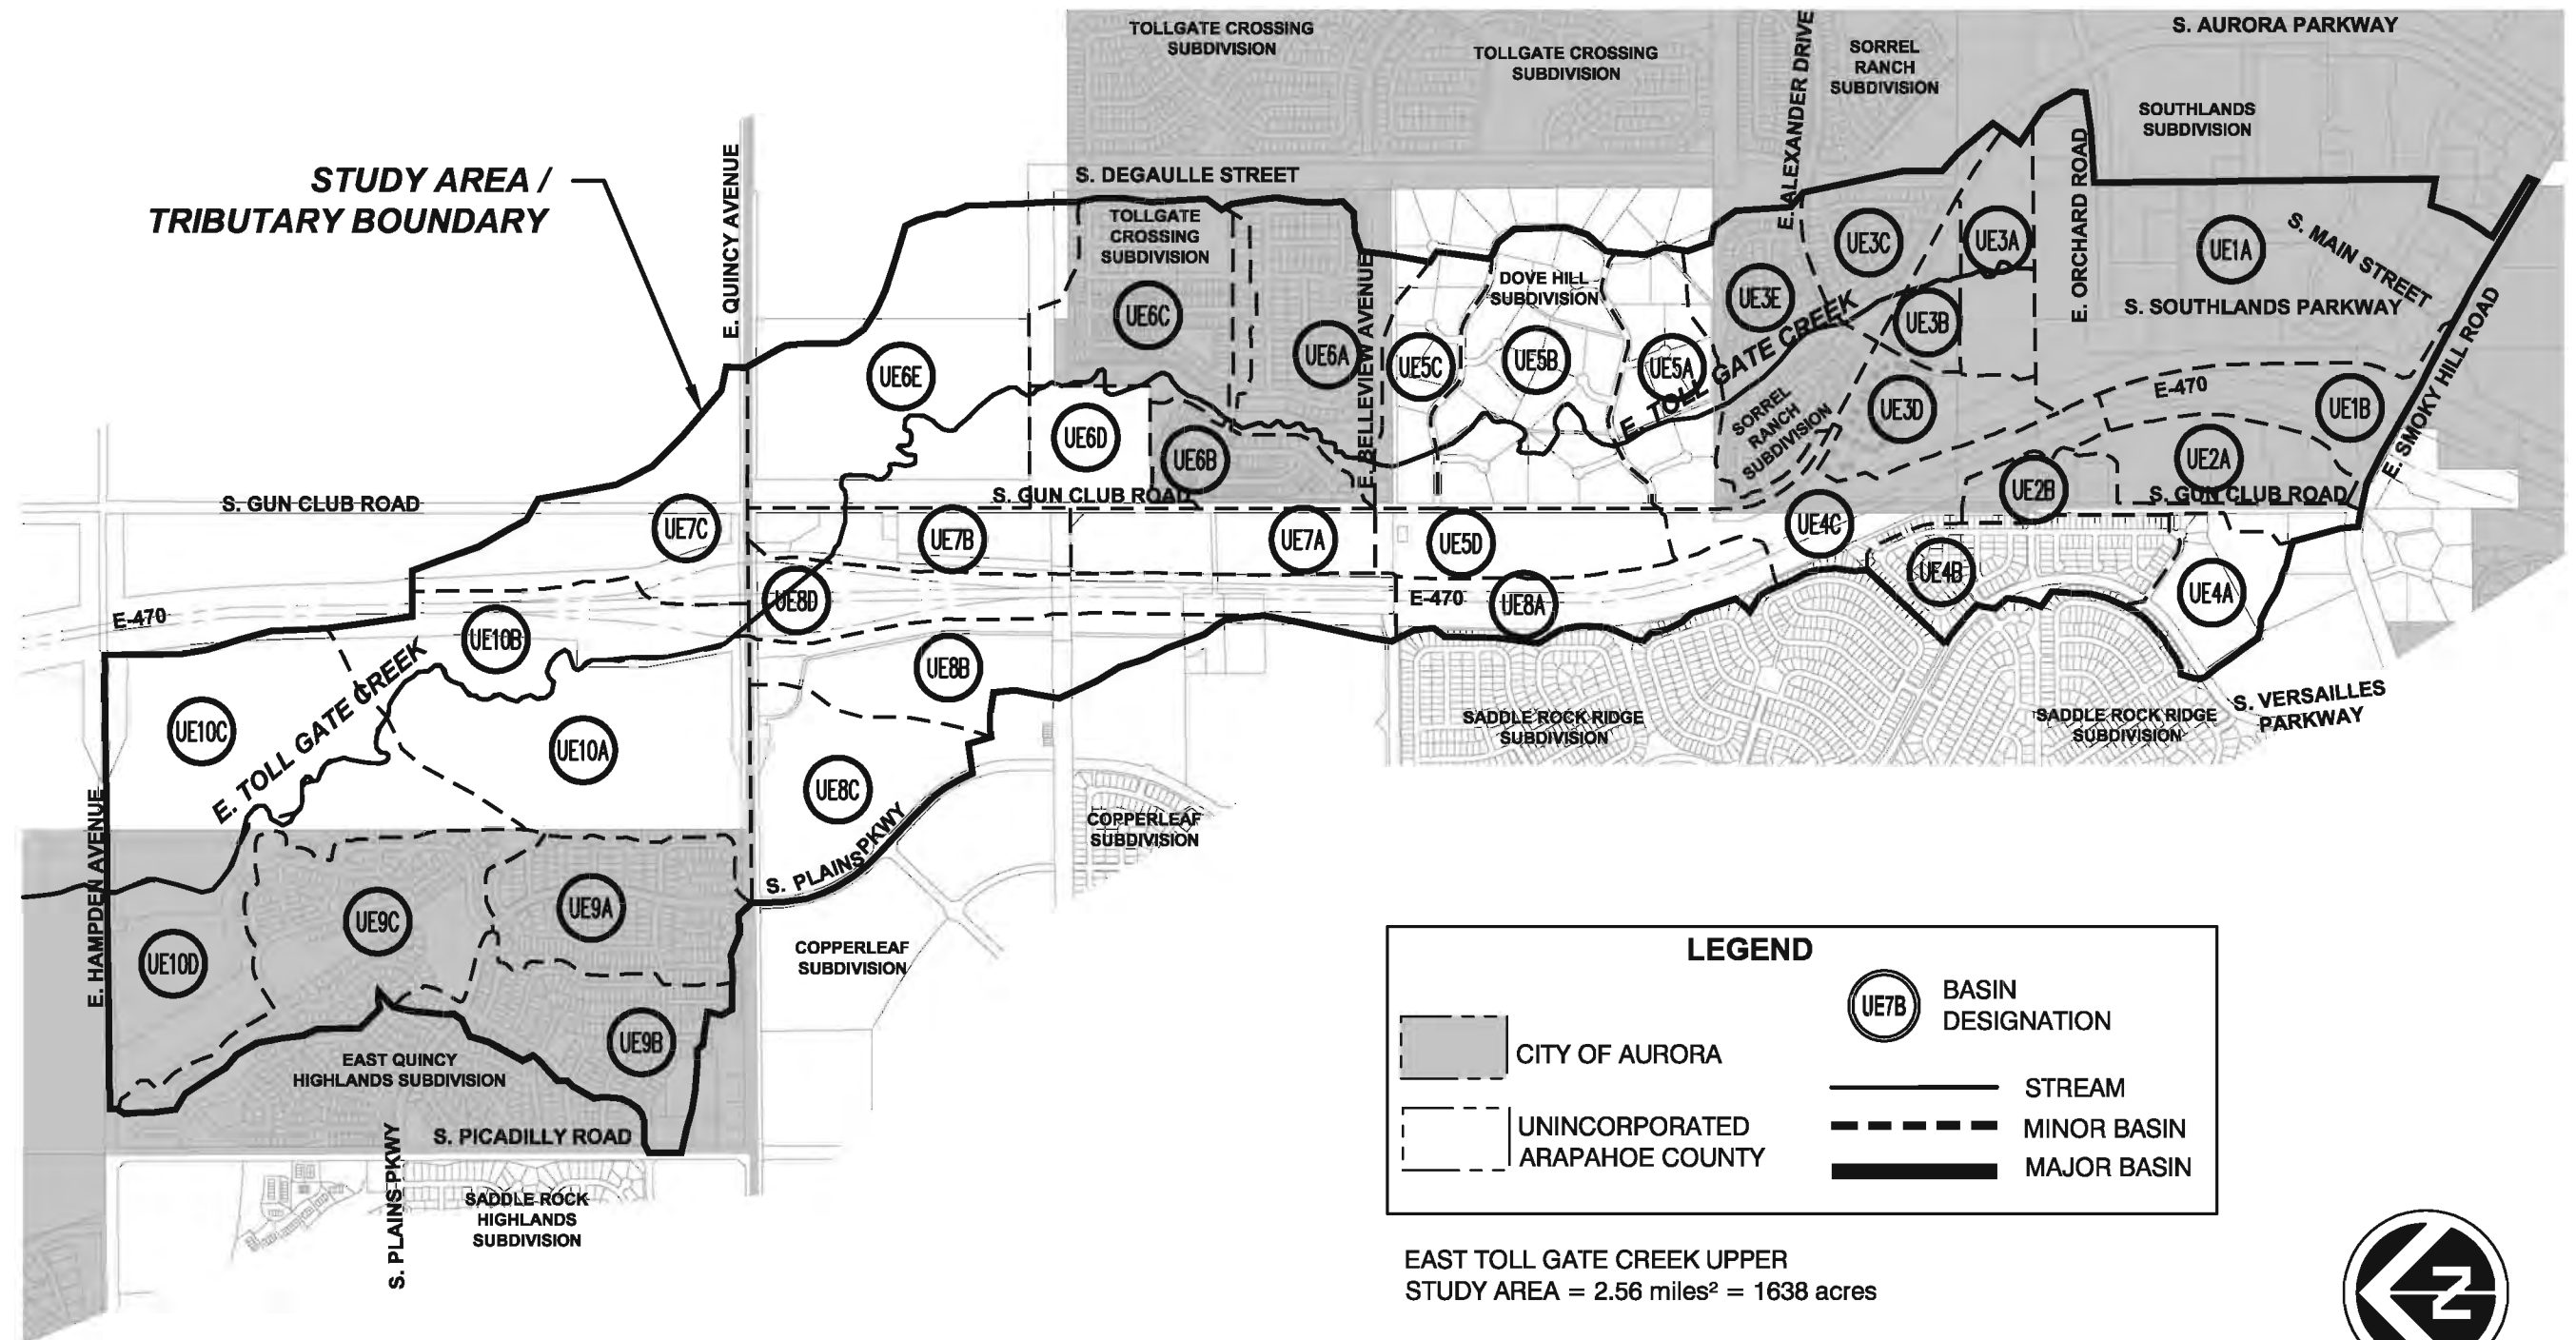 TOLLGATE CROSSING
SUBDIVISION
TOLLGATE CROSSING
SUBDIVISION
E. ALEXANDER DRIVE
SORREL
RANCH
SUBDIVISION
S. AURORA PARKWAY
SOUTHLANDS
SUBDIVISION
STUDY AREA /
TRIBUTARY BOUNDARY
E. QUINCY AVENUE
S. DEGAULLE STREET
TOLLGATE
CROSSING
SUBDIVISION
E. ORCHARD ROAD
UE3C
UE3A
UE1A
S. MAIN STREET
DOVE HILL
SUBDIVISION
UE3E
S. SOUTHLANDS PARKWAY
UE6C
UE3B
E. BELLEVIEW AVENUE
UE6A
UE5C
UE5B
UE5A
E. TOLL GATE CREEK
E. SMOKY HILL ROAD
UE6E
E-470
UE3D
UE1B
SORREL
RANCH
SUBDIVISION
UE6D
UE6B
UE2A
S. GUN CLUB ROAD
S. GUN CLUB ROAD
UE2B
S. GUN CLUB ROAD
UE7C
UE7B
UE7A
UE5D
UE4C
UE4B
UE4A
E-470
UE8D
E-470
UE8A
UE10B
UE8B
E. TOLL GATE CREEK
UE10C
UE10A
SADDLE ROCK RIDGE
SUBDIVISION
SADDLE ROCK RIDGE
SUBDIVISION
S. VERSAILLES
PARKWAY
UE8C
S. PLAINS PKWY
COPPERLEAF
SUBDIVISION
E. HAMPDEN AVENUE
UE9C
UE9A
UE10D
COPPERLEAF
SUBDIVISION
UE9B
EAST QUINCY
HIGHLANDS SUBDIVISION
S. PICADILLY ROAD
S. PLAINS PKWY
SADDLE ROCK
HIGHLANDS
SUBDIVISION
LEGEND
CITY OF AURORA
UNINCORPORATED
ARAPAHOE COUNTY
UE7B
BASIN
DESIGNATION
STREAM
MINOR BASIN
MAJOR BASIN
EAST TOLL GATE CREEK UPPER
STUDY AREA = 2.56 miles² = 1638 acres
Z